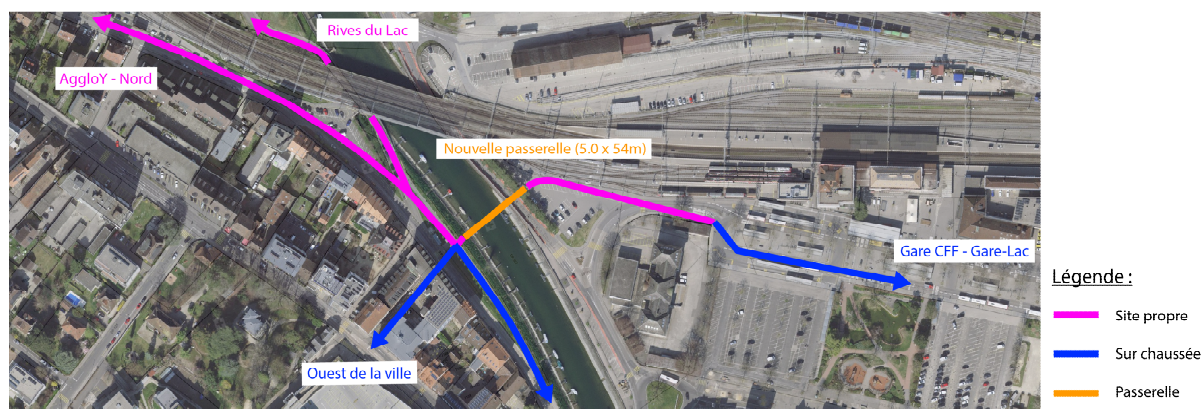 Rives du Lac
AggloY - Nord
Nouvelle passerelle (5.0 x 54m)
Gare CFF - Gare-Lac
Ouest de la ville
Légende :
Site propre
Sur chaussée
Passerelle